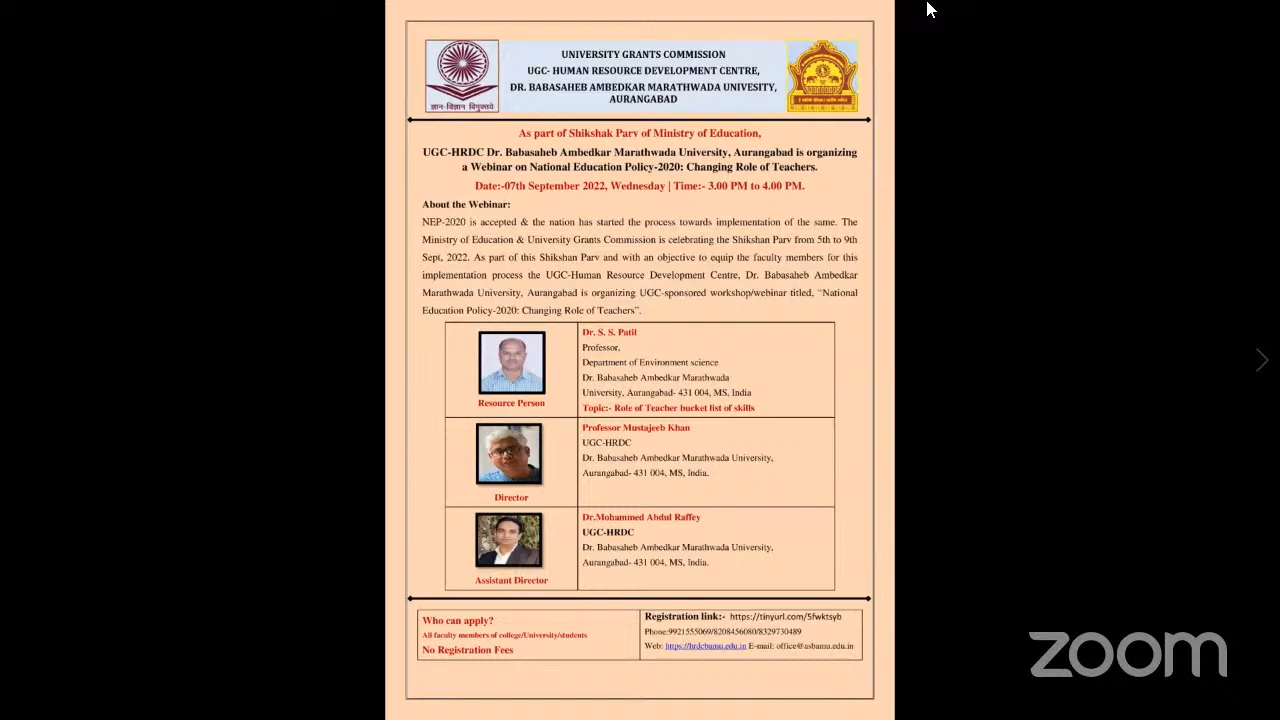 ज्ञान-विज्ञान विमुक्तये
UNIVERSITY GRANTS COMMISSION
UGC- HUMAN RESOURCE DEVELOPMENT CENTRE,
DR. BABASAHEB AMBEDKAR MARATHWADA UNIVESITY,
AURANGABAD
As part of Shikshak Parv of Ministry of Education,
UGC-HRDC Dr. Babasaheb Ambedkar Marathwada University, Aurangabad is organizing
a Webinar on National Education Policy-2020: Changing Role of Teachers.
Date:-07th September 2022, Wednesday | Time:- 3.00 PM to 4.00 PM.
About the Webinar:
NEP-2020 is accepted & the nation has started the process towards implementation of the same. The
Ministry of Education & University Grants Commission is celebrating the Shikshan Parv from 5th to 9th
Sept, 2022. As part of this Shikshan Parv and with an objective to equip the faculty members for this
implementation process the UGC-Human Resource Development Centre, Dr. Babasaheb Ambedkar
Marathwada University, Aurangabad is organizing UGC-sponsored workshop/webinar titled, “National
Education Policy-2020: Changing Role of Teachers”.
Resource Person
Dr. S. S. Patil
Professor,
Department of Environment science
Dr. Babasaheb Ambedkar Marathwada
University, Aurangabad- 431 004, MS, India
Topic:- Role of Teacher bucket list of skills
Director
Professor Mustajeeb Khan
UGC-HRDC
Dr. Babasaheb Ambedkar Marathwada University,
Aurangabad- 431 004, MS, India.
Assistant Director
Dr.Mohammed Abdul Raffey
UGC-HRDC
Dr. Babasaheb Ambedkar Marathwada University,
Aurangabad- 431 004, MS, India.
Who can apply?
All faculty members of college/University/students
No Registration Fees
Registration link:- https://tinyurl.com/5fwktsyb
Phone:9921555069/8208456080/8329730489
Web: https://hrdcbamu.edu.in E-mail: office@asbamu.edu.in
zoom